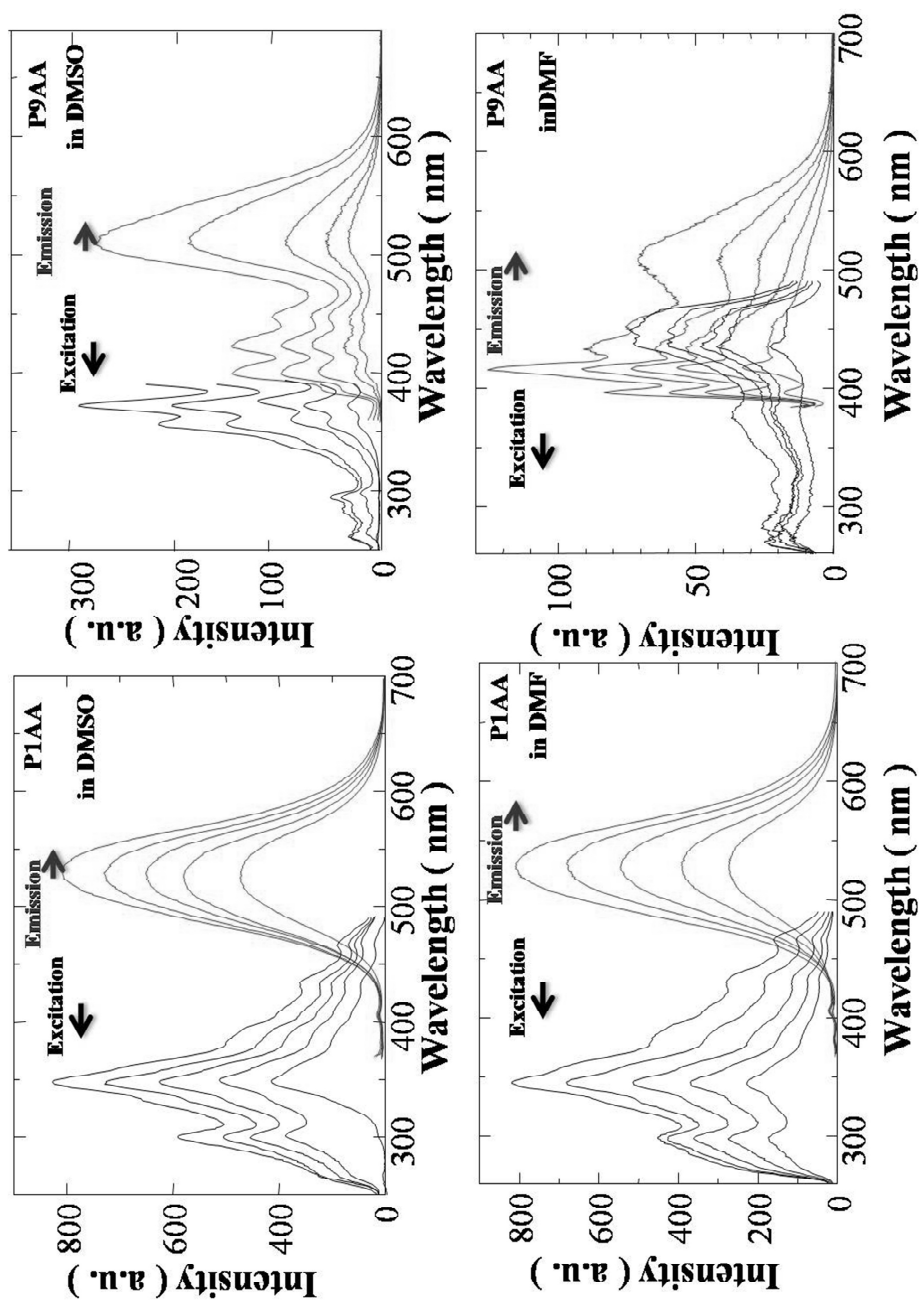 P1AA
in DMSO
Emission
Excitation
Intensity ( a.u. )
800
600
400
200
0
300 400 500 600 700
Wavelength ( nm )
P9AA
in DMSO
Emission
Excitation
Intensity ( a.u. )
300
200
100
0
300 400 500 600
Wavelength ( nm )
P1AA
in DMF
Emission
Excitation
Intensity ( a.u. )
800
600
400
200
0
300 400 500 600 700
Wavelength ( nm )
P9AA
inDMF
Emission
Excitation
Intensity ( a.u. )
100
50
0
300 400 500 600 700
Wavelength ( nm )